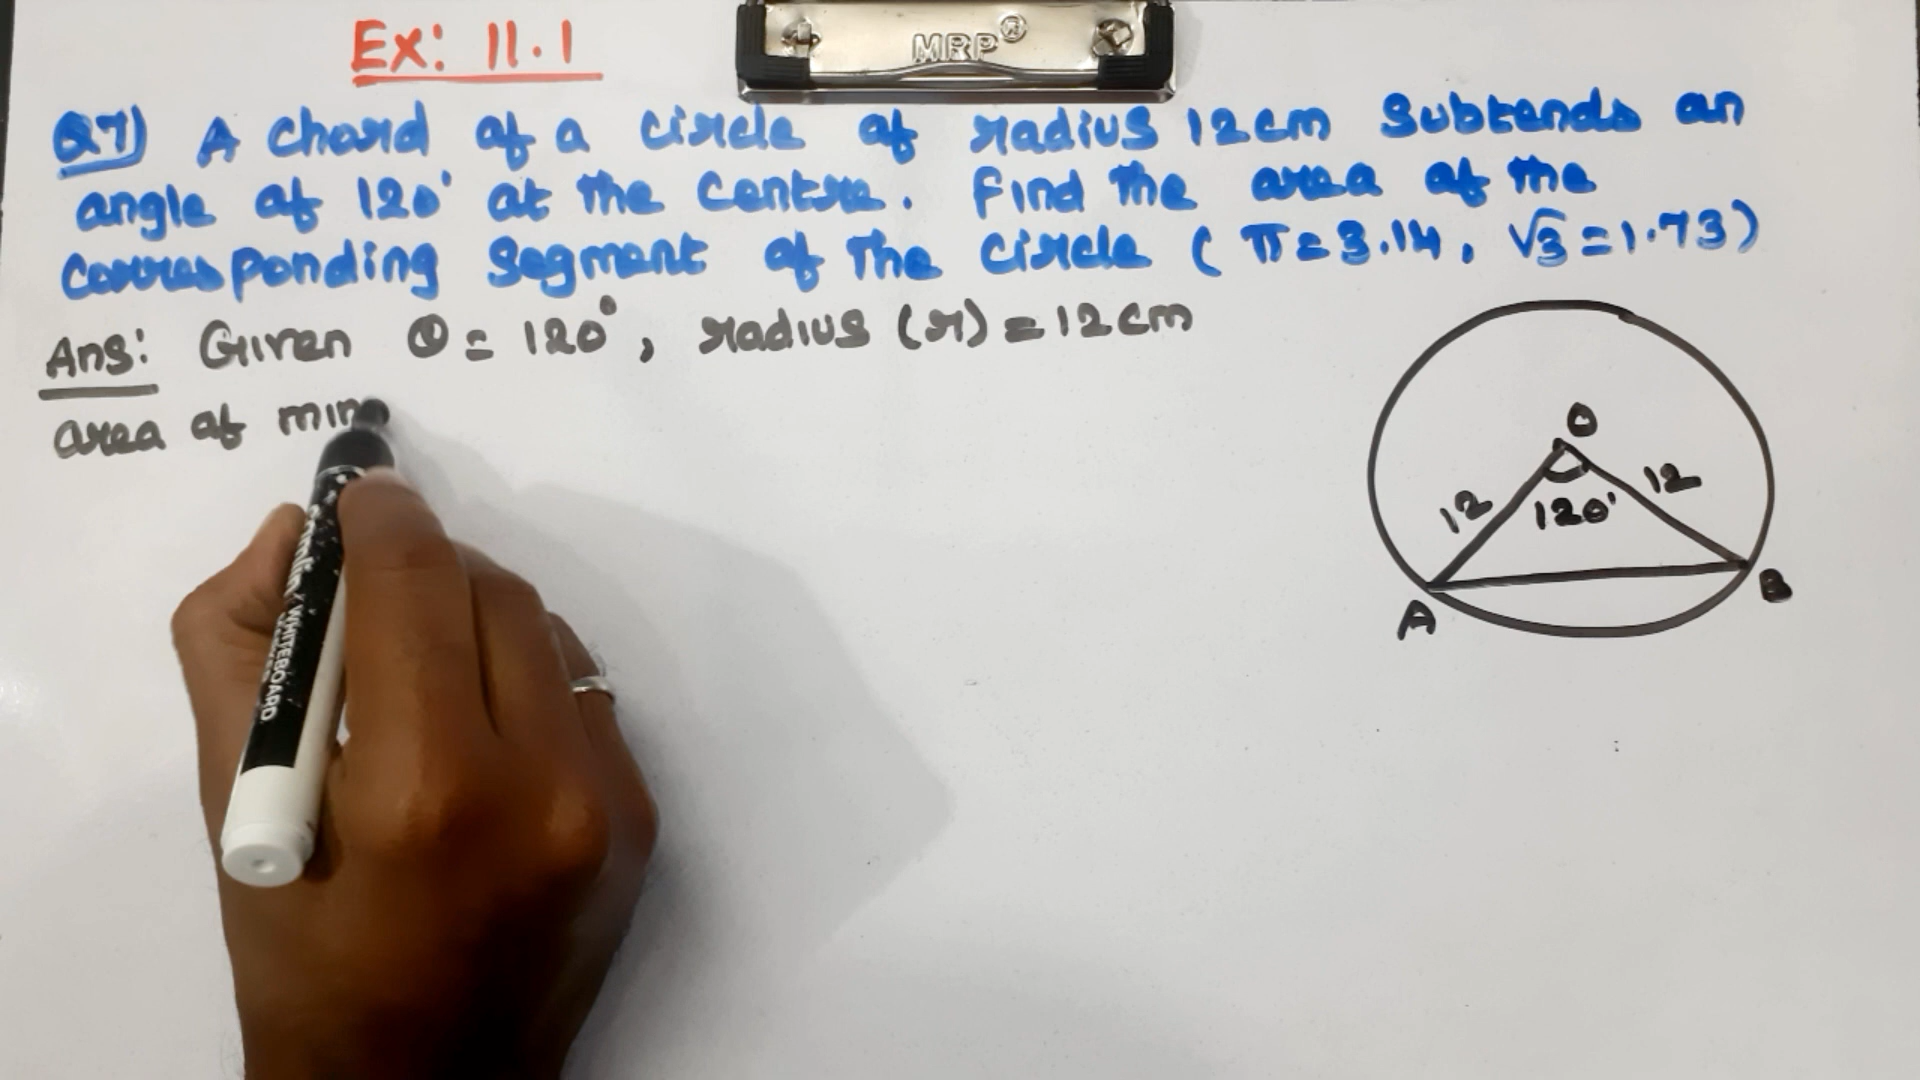 MRP®
Ex: 11.1
Q7) A chord of a circle of radius 12cm subtends an
angle of 120° at the centre. Find the area of the
corresponding segment of the circle (π=3.14, √3=1.73)
Ans: Given θ = 120°, radius (r) = 12cm
area of min
O
12
12
120°
A
B
camlin WHITEBOARD